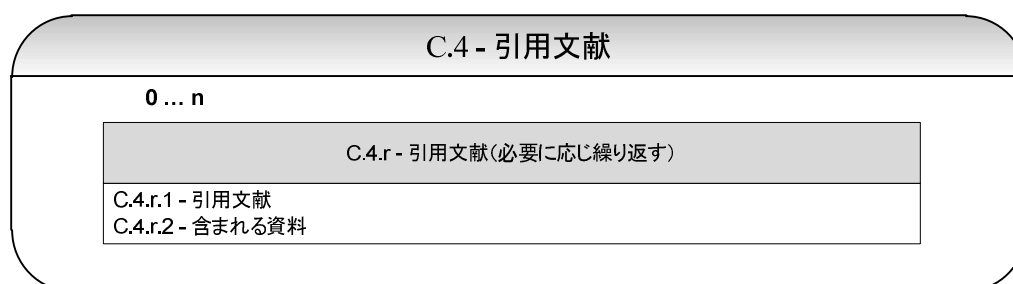 C.4 - 引用文献
0 ... n
C.4.r - 引用文献(必要に応じ繰り返す)
C.4.r.1 - 引用文献
C.4.r.2 - 含まれる資料